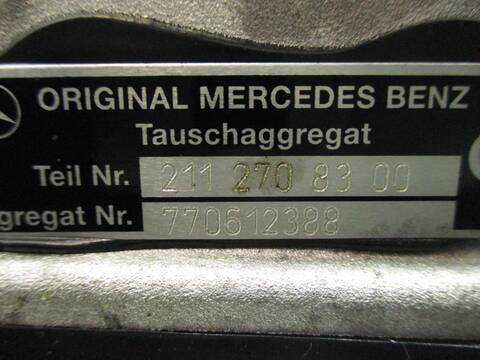 ORIGINAL MERCEDES BENZ
Tauschaggregat
Teil Nr. 211 270 83 00
gregat Nr. 770612388